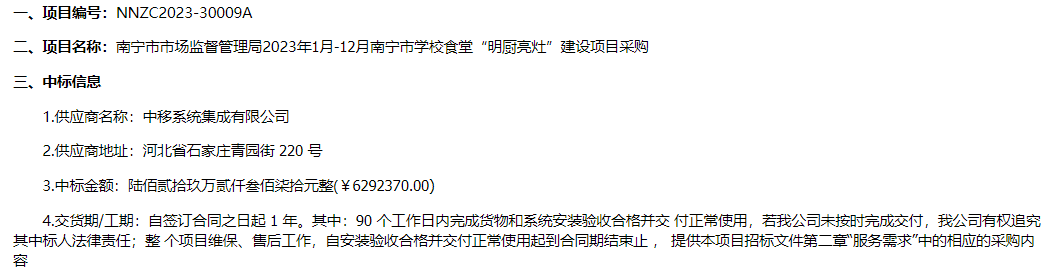 一、项目编号：NNZC2023-30009A
二、项目名称：南宁市市场监督管理局2023年1月-12月南宁市学校食堂“明厨亮灶”建设项目采购
三、中标信息
1.供应商名称：中移系统集成有限公司
2.供应商地址：河北省石家庄青园街 220 号
3.中标金额：陆佰贰拾玖万贰仟叁佰柒拾元整(￥6292370.00)
4.交货期/工期：自签订合同之日起 1 年。其中：90 个工作日内完成货物和系统安装验收合格并交 付正常使用，若我公司未按时完成交付，我公司有权追究
其中标人法律责任；整 个项目维保、售后工作，自安装验收合格并交付正常使用起到合同期结束止 ， 提供本项目招标文件第二章“服务需求”中的相应的采购内
容